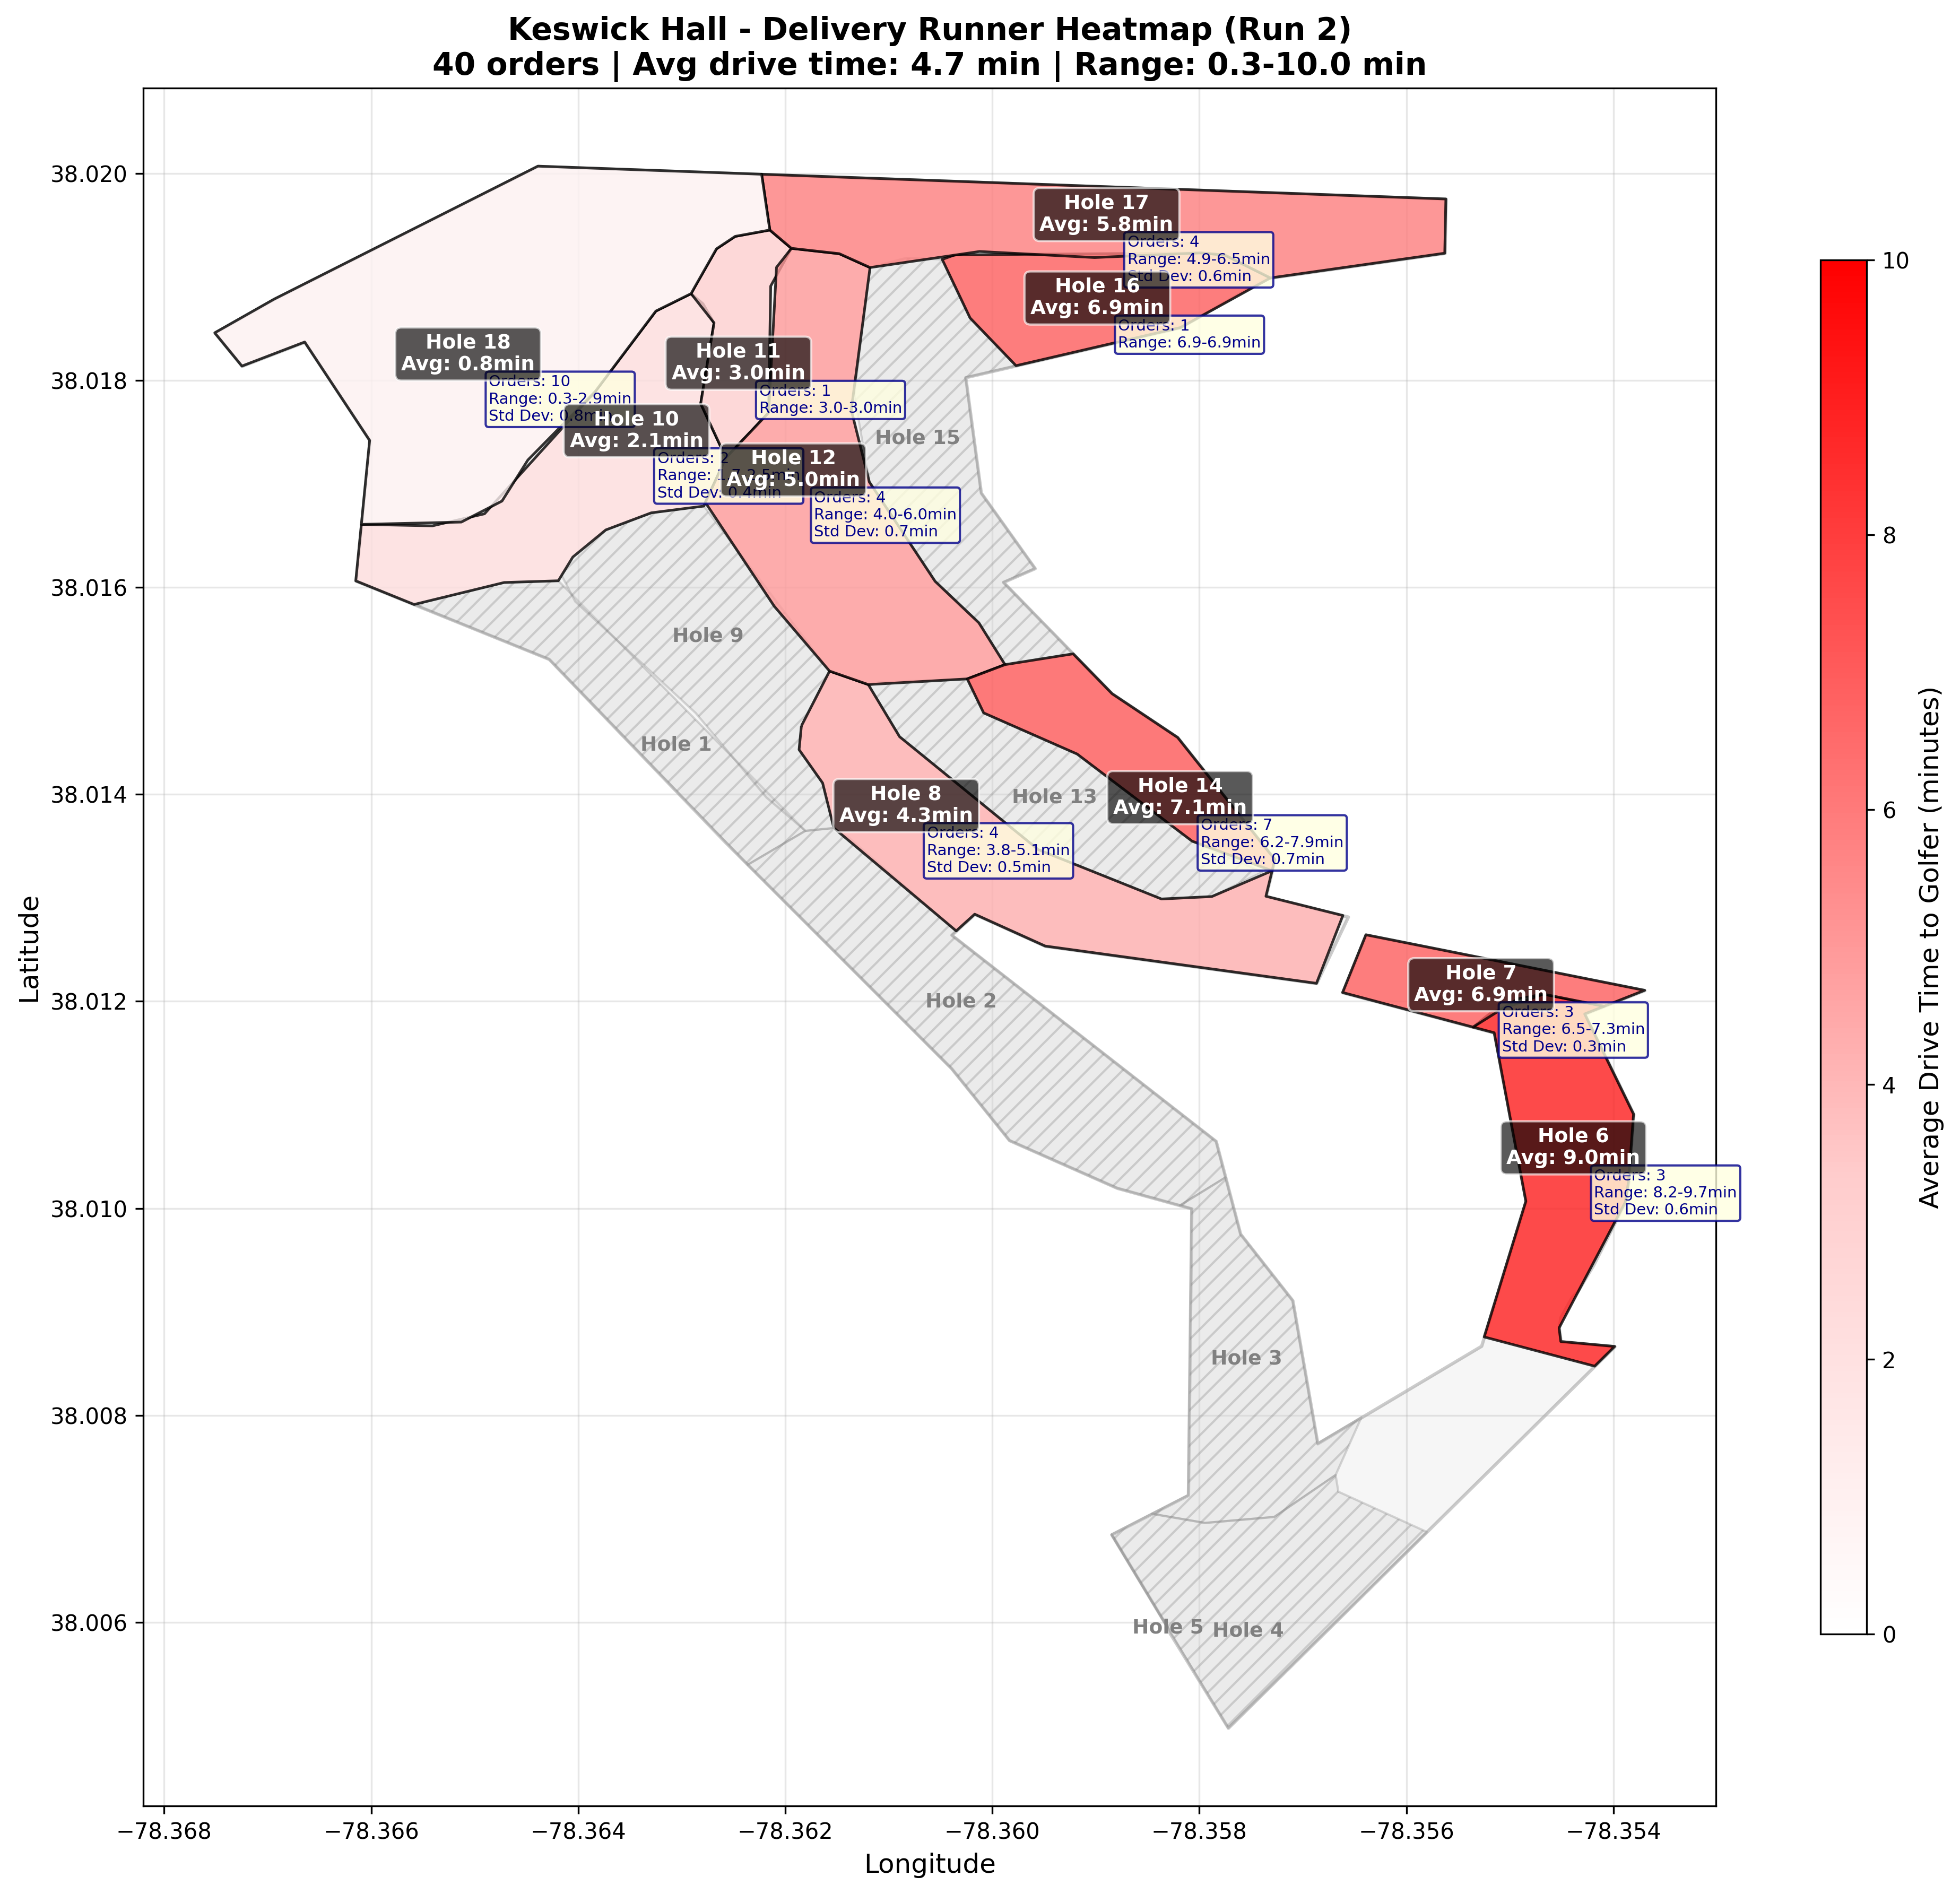 Keswick Hall - Delivery Runner Heatmap (Run 2)
40 orders | Avg drive time: 4.7 min | Range: 0.3-10.0 min
Hole 17
Avg: 5.8min
Orders: 4
Range: 4.9-6.5min
Std Dev: 0.6min
Hole 16
Avg: 6.9min
Orders: 1
Range: 6.9-6.9min
Hole 18
Avg: 0.8min
Orders: 10
Range: 0.3-2.9min
Std Dev: 0.8min
Hole 11
Avg: 3.0min
Orders: 1
Range: 3.0-3.0min
Hole 10
Avg: 2.1min
Orders: 2
Range:
Std Dev: 0.4min
Hole 15
Hole 12
Avg: 5.0min
Orders: 4
Range: 4.0-6.0min
Std Dev: 0.7min
Hole 9
Hole 1
Hole 8
Avg: 4.3min
Orders: 4
Range: 3.8-5.1min
Std Dev: 0.5min
Hole 13
Hole 14
Avg: 7.1min
Orders: 7
Range: 6.2-7.9min
Std Dev: 0.7min
Hole 2
Hole 7
Avg: 6.9min
Orders: 3
Range: 6.5-7.3min
Std Dev: 0.3min
Hole 6
Avg: 9.0min
Orders: 3
Range: 8.2-9.7min
Std Dev: 0.6min
Hole 3
Hole 5
Hole 4
38.020
38.018
38.016
38.014
38.012
38.010
38.008
38.006
Latitude
−78.368
−78.366
−78.364
−78.362
−78.360
−78.358
−78.356
−78.354
Longitude
10
8
6
4
2
0
Average Drive Time to Golfer (minutes)